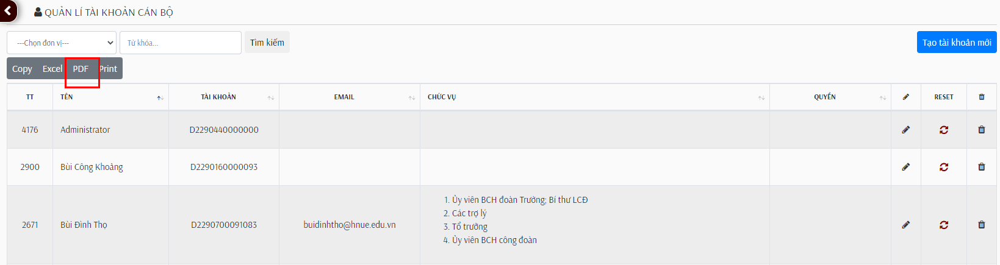 QUẢN LÍ TÀI KHOẢN CÁN BỘ
---Chọn đơn vị--- Từ khóa... Tìm kiếm Tạo tài khoản mới
Copy Excel PDF Print
TT TÊN TÀI KHOẢN EMAIL CHỨC VỤ QUYỀN RESET
4176 Administrator D2290440000000
2900 Bùi Công Khoảng D2290160000093
1. Ủy viên BCH đoàn Trường; Bí thư LCĐ
2. Các trợ lý
2671 Bùi Đình Thọ D2290700091083 buidinhtho@hnue.edu.vn
3. Tổ trưởng
4. Ủy viên BCH công đoàn